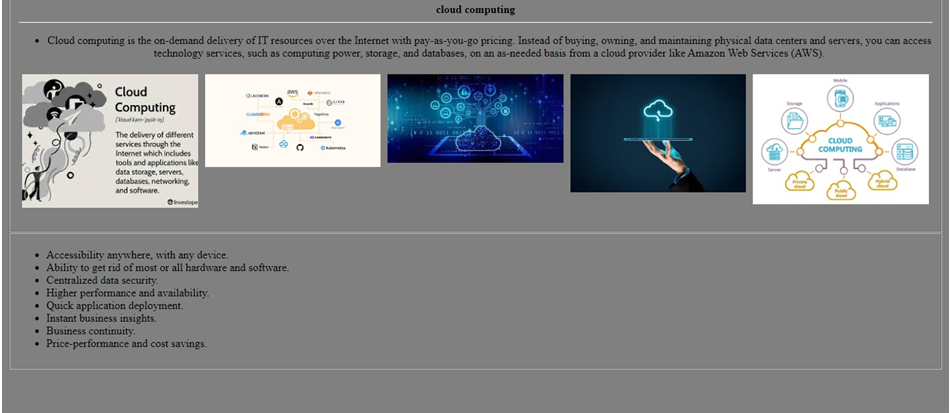 cloud computing
Cloud computing is the on-demand delivery of IT resources over the Internet with pay-as-you-go pricing. Instead of buying, owning, and maintaining physical data centers and servers, you can access
technology services, such as computing power, storage, and databases, on an as-needed basis from a cloud provider like Amazon Web Services (AWS).
Cloud
Computing
The delivery of different
services through the
Internet which includes
tools and applications like
data storage, servers,
databases, networking,
and software.
Investope
aws
Kubernetes
Mobile
Storage
Applications
CLOUD
COMPUTING
Server
Database
Private
cloud
Public
cloud
Hybrid
cloud
Accessibility anywhere, with any device.
Ability to get rid of most or all hardware and software.
Centralized data security.
Higher performance and availability.
Quick application deployment.
Instant business insights.
Business continuity.
Price-performance and cost savings.